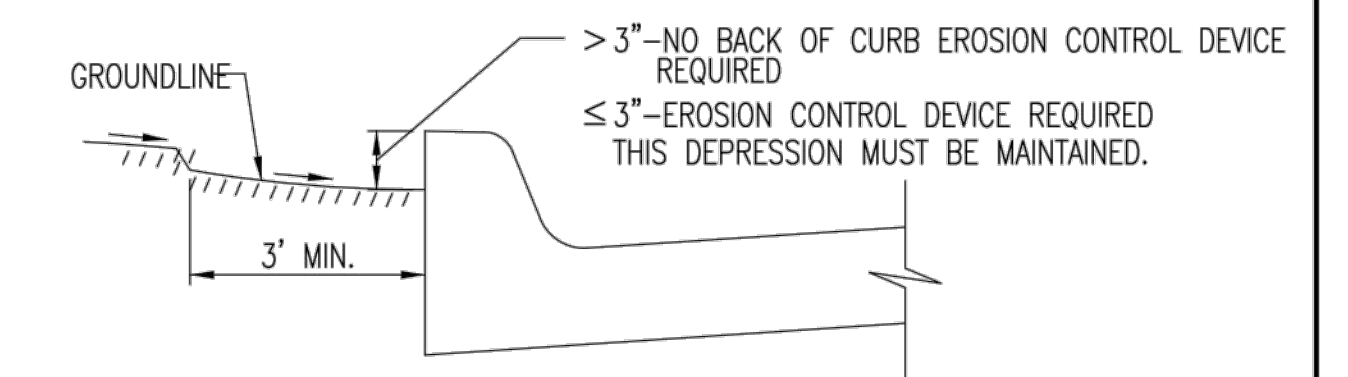 > 3"-NO BACK OF CURB EROSION CONTROL DEVICE
REQUIRED
GROUNDLINE
≤ 3"-EROSION CONTROL DEVICE REQUIRED
THIS DEPRESSION MUST BE MAINTAINED.
3' MIN.